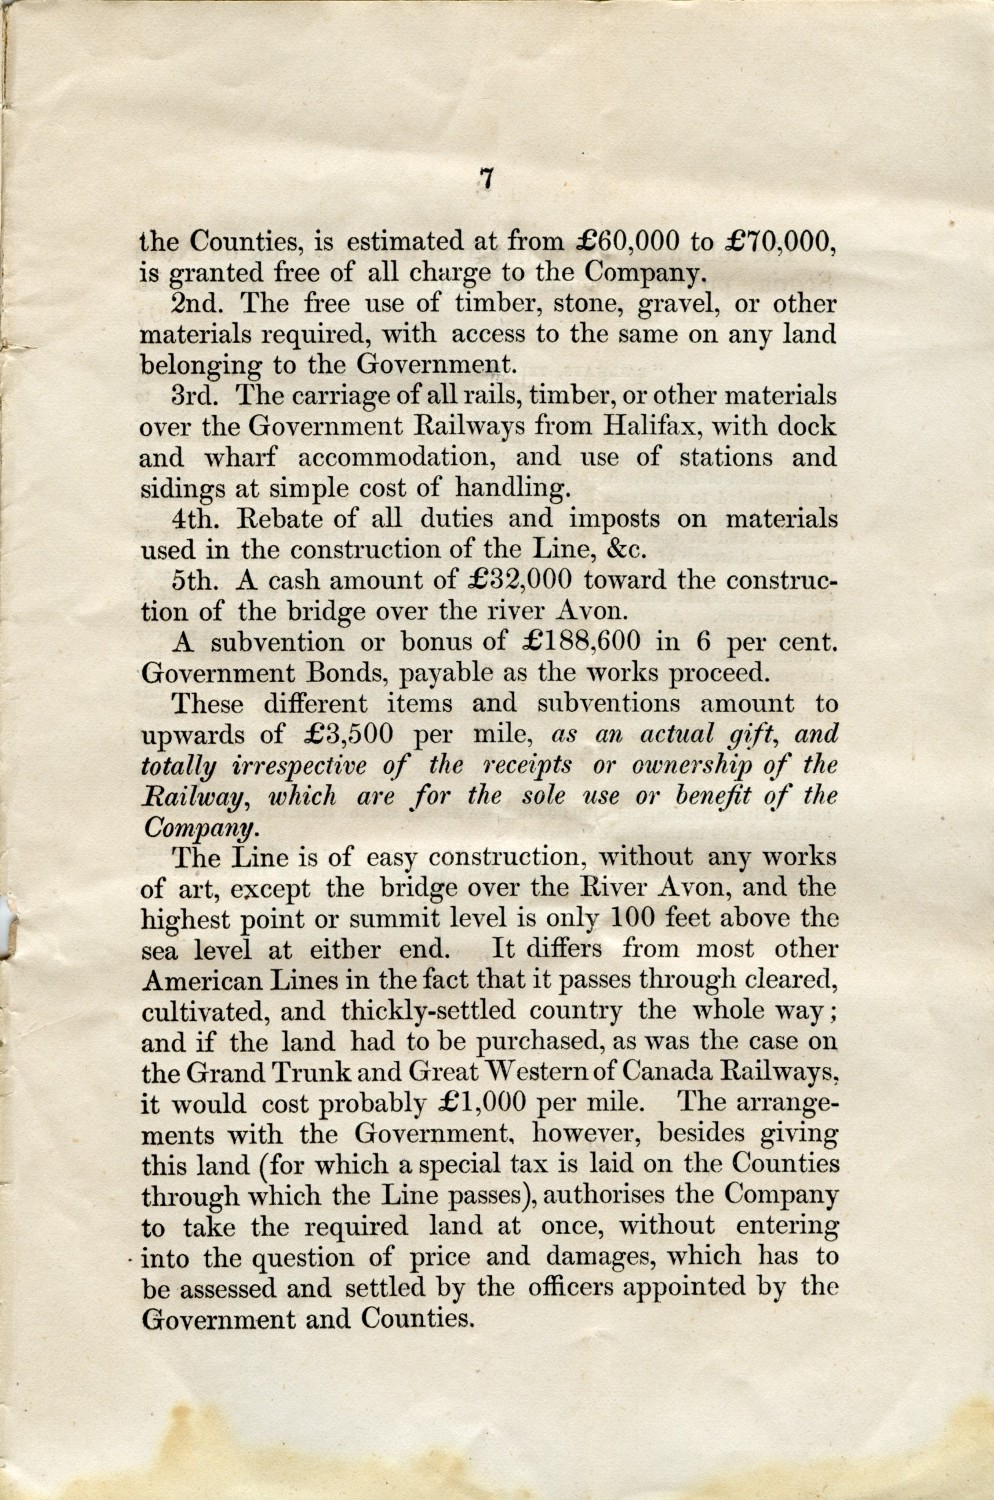 7
the Counties, is estimated at from £60,000 to £70,000,
is granted free of all charge to the Company.
2nd. The free use of timber, stone, gravel, or other
materials required, with access to the same on any land
belonging to the Government.
3rd. The carriage of all rails, timber, or other materials
over the Government Railways from Halifax, with dock
and wharf accommodation, and use of stations and
sidings at simple cost of handling.
4th. Rebate of all duties and imposts on materials
used in the construction of the Line, &c.
5th. A cash amount of £32,000 toward the construc-
tion of the bridge over the river Avon.
A subvention or bonus of £188,600 in 6 per cent.
Government Bonds, payable as the works proceed.
These different items and subventions amount to
upwards of £3,500 per mile, as an actual gift, and
totally irrespective of the receipts or ownership of the
Railway, which are for the sole use or benefit of the
Company.
The Line is of easy construction, without any works
of art, except the bridge over the River Avon, and the
highest point or summit level is only 100 feet above the
sea level at either end. It differs from most other
American Lines in the fact that it passes through cleared,
cultivated, and thickly-settled country the whole way;
and if the land had to be purchased, as was the case on
the Grand Trunk and Great Western of Canada Railways,
it would cost probably £1,000 per mile. The arrange-
ments with the Government, however, besides giving
this land (for which a special tax is laid on the Counties
through which the Line passes), authorises the Company
to take the required land at once, without entering
into the question of price and damages, which has to
be assessed and settled by the officers appointed by the
Government and Counties.